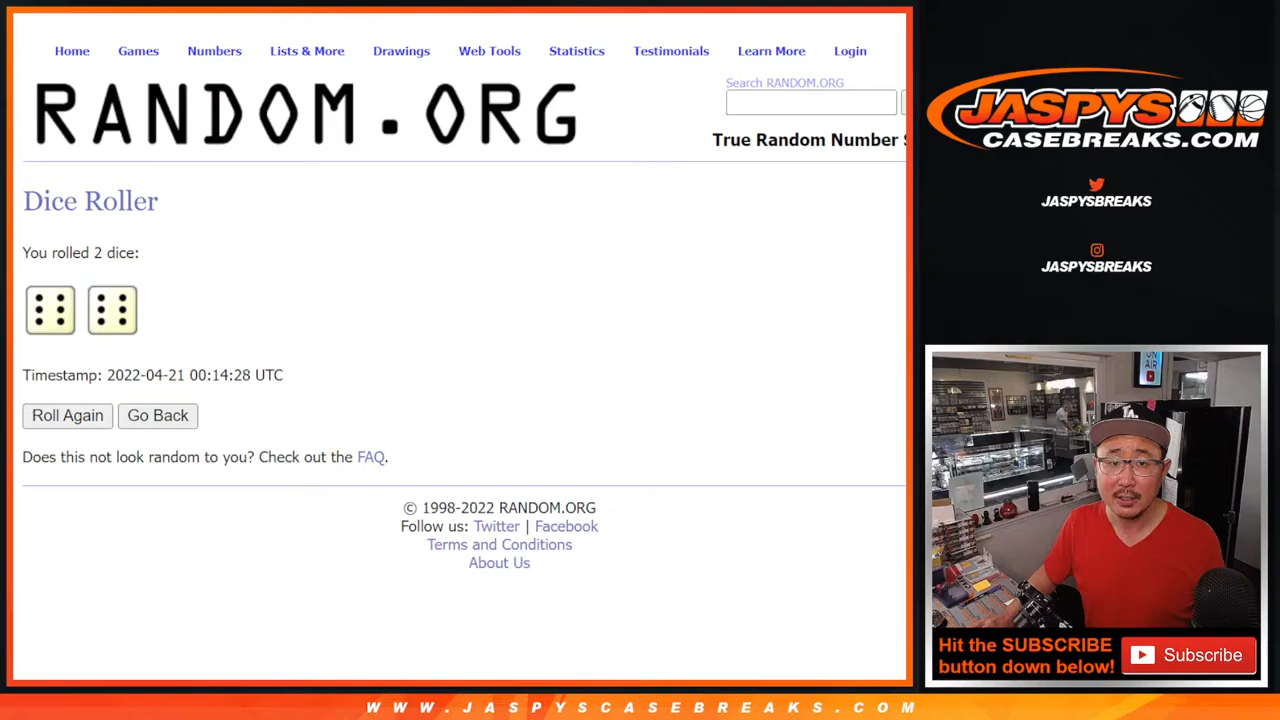 Home Games Numbers Lists & More Drawings Web Tools Statistics Testimonials Learn More Login
RANDOM.ORG
Search RANDOM.ORG
True Random Number S
Dice Roller
You rolled 2 dice:
Timestamp: 2022-04-21 00:14:28 UTC
Roll Again Go Back
Does this not look random to you? Check out the FAQ.
© 1998-2022 RANDOM.ORG
Follow us: Twitter | Facebook
Terms and Conditions
About Us
JASPYS
CASEBREAKS.COM
JASPYSBREAKS
JASPYSBREAKS
ON
AIR
LA
Hit the SUBSCRIBE
button down below!
Subscribe
WWW.JASPYSCASEBREAKS.COM